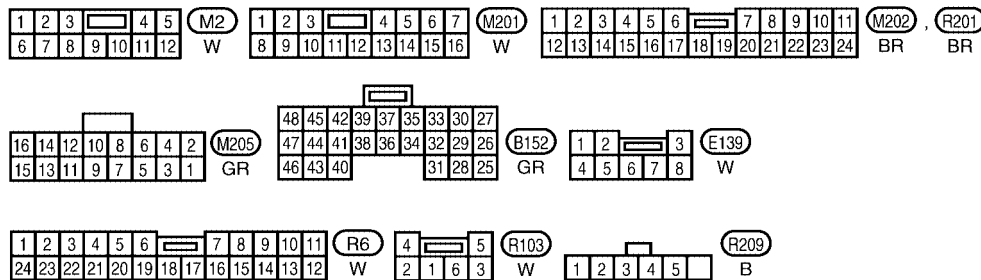 1 2 3 4 5 M2
6 7 8 9 10 11 12 W
1 2 3 4 5 6 7 M201
8 9 10 11 12 13 14 15 16 W
1 2 3 4 5 6 7 8 9 10 11 M202 , R201
12 13 14 15 16 17 18 19 20 21 22 23 24 BR BR
16 14 12 10 8 6 4 2 M205
15 13 11 9 7 5 3 1 GR
48 45 42 39 37 35 33 30 27
47 44 41 38 36 34 32 29 26 B152
46 43 40 31 28 25 GR
1 2 3 E139
4 5 6 7 8 W
1 2 3 4 5 6 7 8 9 10 11 R6
24 23 22 21 20 19 18 17 16 15 14 13 12 W
4 5 R103
2 1 6 3 W
R209
1 2 3 4 5 B